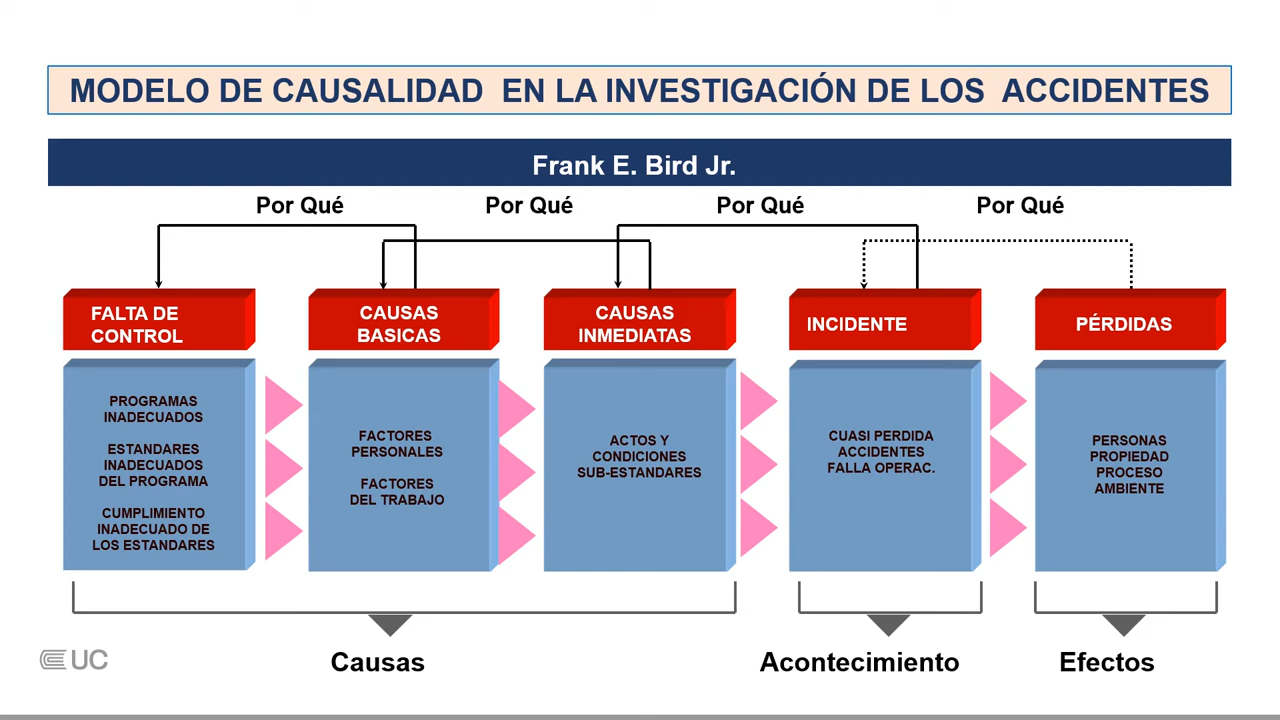 MODELO DE CAUSALIDAD EN LA INVESTIGACIÓN DE LOS ACCIDENTES
Frank E. Bird Jr.
Por Qué
Por Qué
Por Qué
Por Qué
FALTA DE
CONTROL
CAUSAS
BASICAS
CAUSAS
INMEDIATAS
INCIDENTE
PÉRDIDAS
PROGRAMAS
INADECUADOS
ESTANDARES
INADECUADOS
DEL PROGRAMA
CUMPLIMIENTO
INADECUADO DE
LOS ESTANDARES
FACTORES
PERSONALES
FACTORES
DEL TRABAJO
ACTOS Y
CONDICIONES
SUB-ESTANDARES
CUASI PERDIDA
ACCIDENTES
FALLA OPERAC.
PERSONAS
PROPIEDAD
PROCESO
AMBIENTE
Causas
Acontecimiento
Efectos
UC